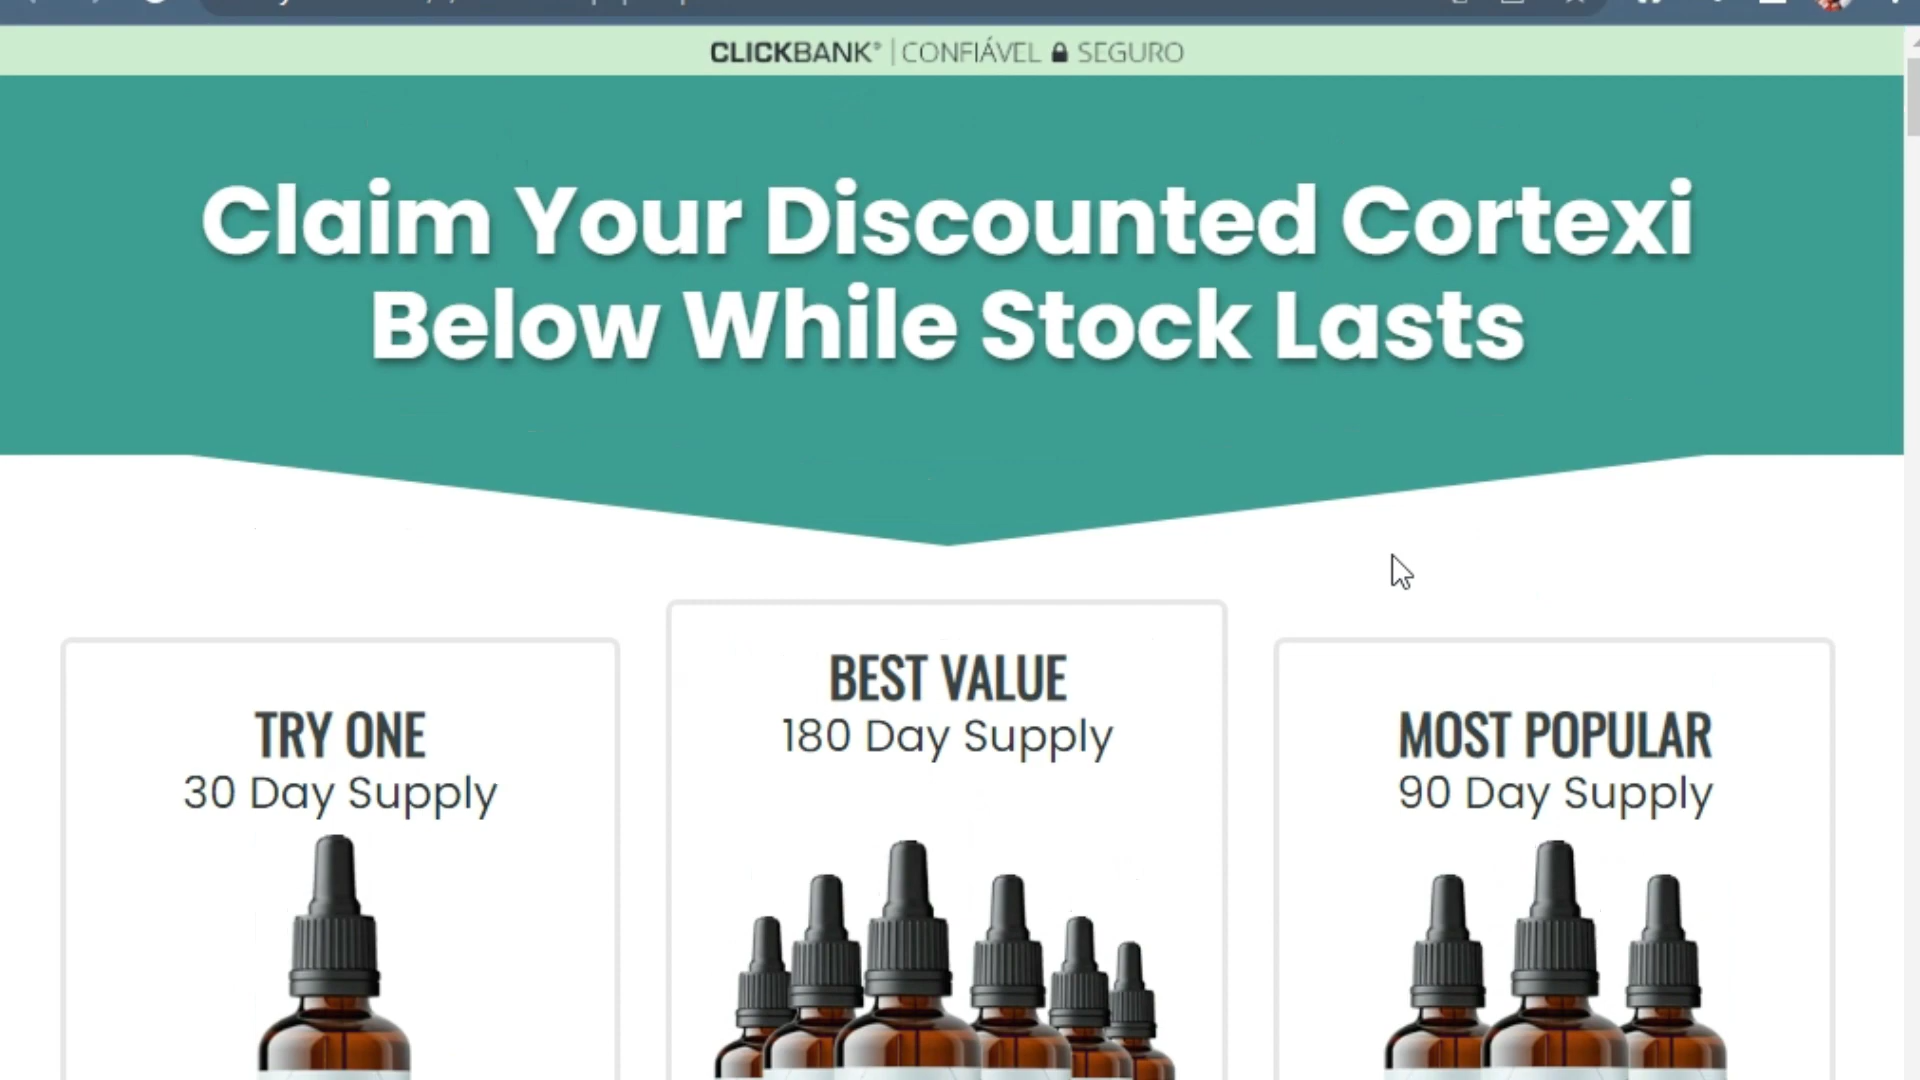 CLICKBANK® | CONFIÁVEL SEGURO
Claim Your Discounted Cortexi
Below While Stock Lasts
TRY ONE
30 Day Supply
BEST VALUE
180 Day Supply
MOST POPULAR
90 Day Supply